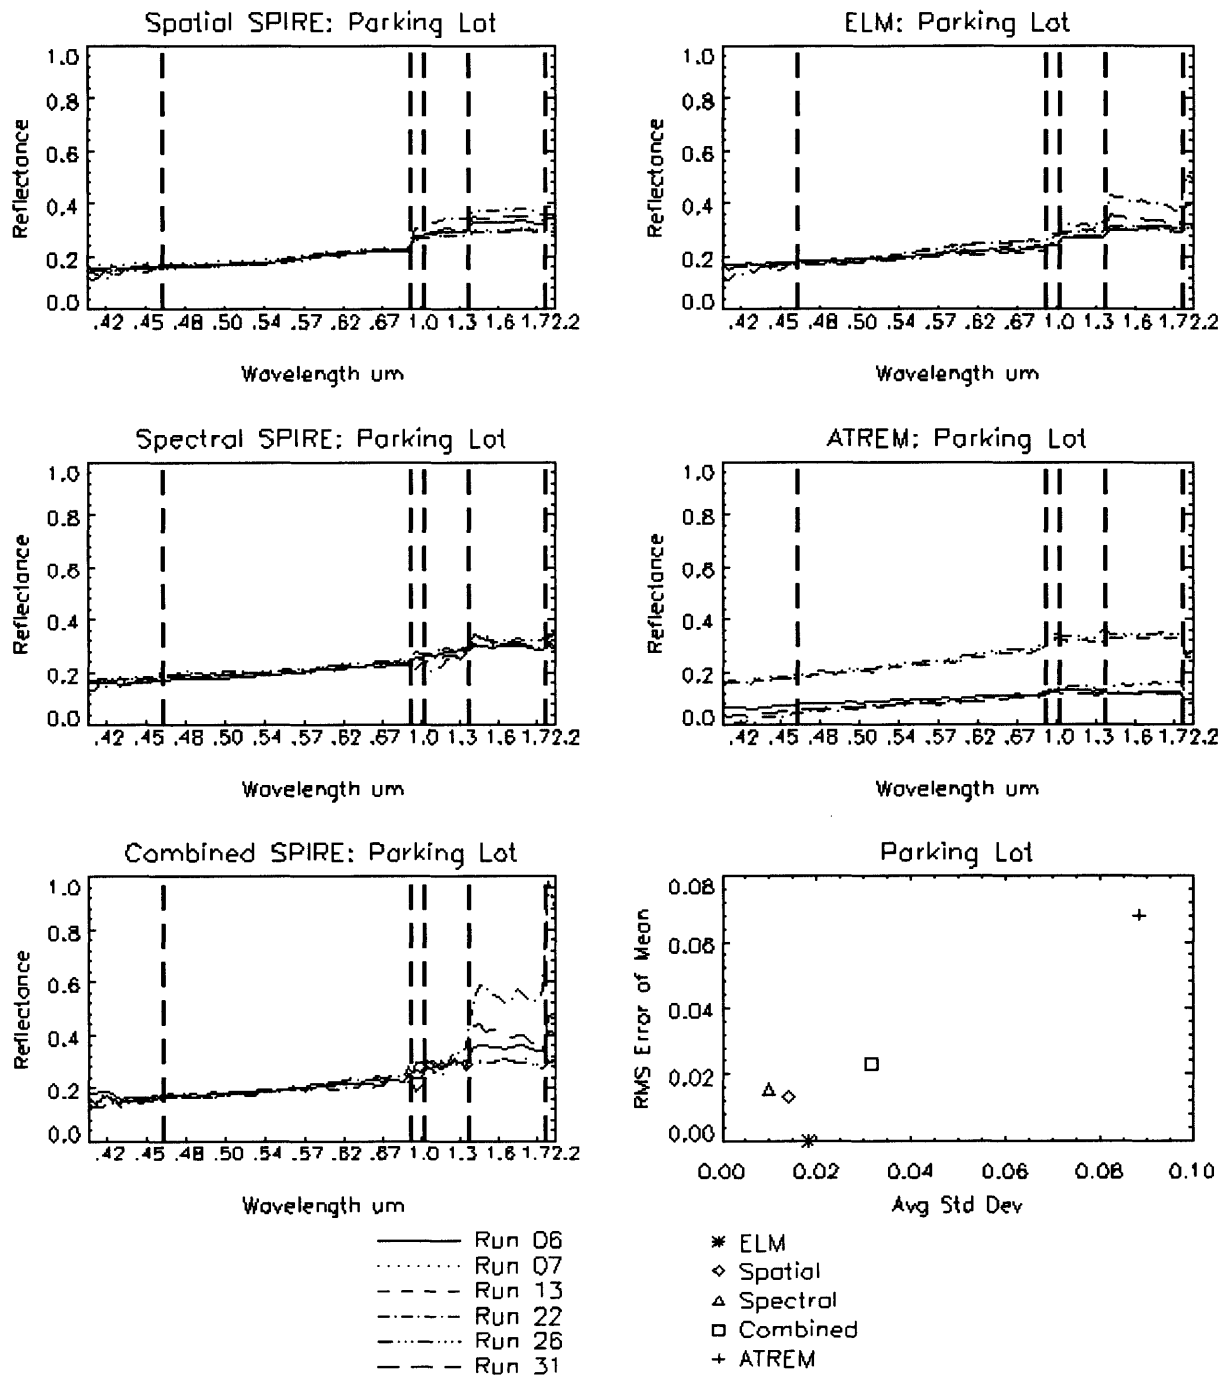 Spatial SPIRE: Parking Lot
1.0
0.8
0.6
0.4
0.2
0.0
Reflectance
.42 .45 .48 .50 .54 .57 .62 .67 1.0 1.3 1.6 1.72.2
Wavelength um
ELM: Parking Lot
1.0
0.8
0.6
0.4
0.2
0.0
Reflectance
.42 .45 .48 .50 .54 .57 .62 .67 1.0 1.3 1.6 1.72.2
Wavelength um
Spectral SPIRE: Parking Lot
1.0
0.8
0.6
0.4
0.2
0.0
Reflectance
.42 .45 .48 .50 .54 .57 .62 .67 1.0 1.3 1.6 1.72.2
Wavelength um
ATREM: Parking Lot
1.0
0.8
0.6
0.4
0.2
0.0
Reflectance
.42 .45 .48 .50 .54 .57 .62 .67 1.0 1.3 1.6 1.72.2
Wavelength um
Combined SPIRE: Parking Lot
1.0
0.8
0.6
0.4
0.2
0.0
Reflectance
.42 .45 .48 .50 .54 .57 .62 .67 1.0 1.3 1.6 1.72.2
Wavelength um
Parking Lot
0.08
0.06
0.04
0.02
0.00
RMS Error of Mean
0.00 0.02 0.04 0.06 0.08 0.10
Avg Std Dev
Run 06
Run 07
Run 13
Run 22
Run 26
Run 31
ELM
Spatial
Spectral
Combined
ATREM